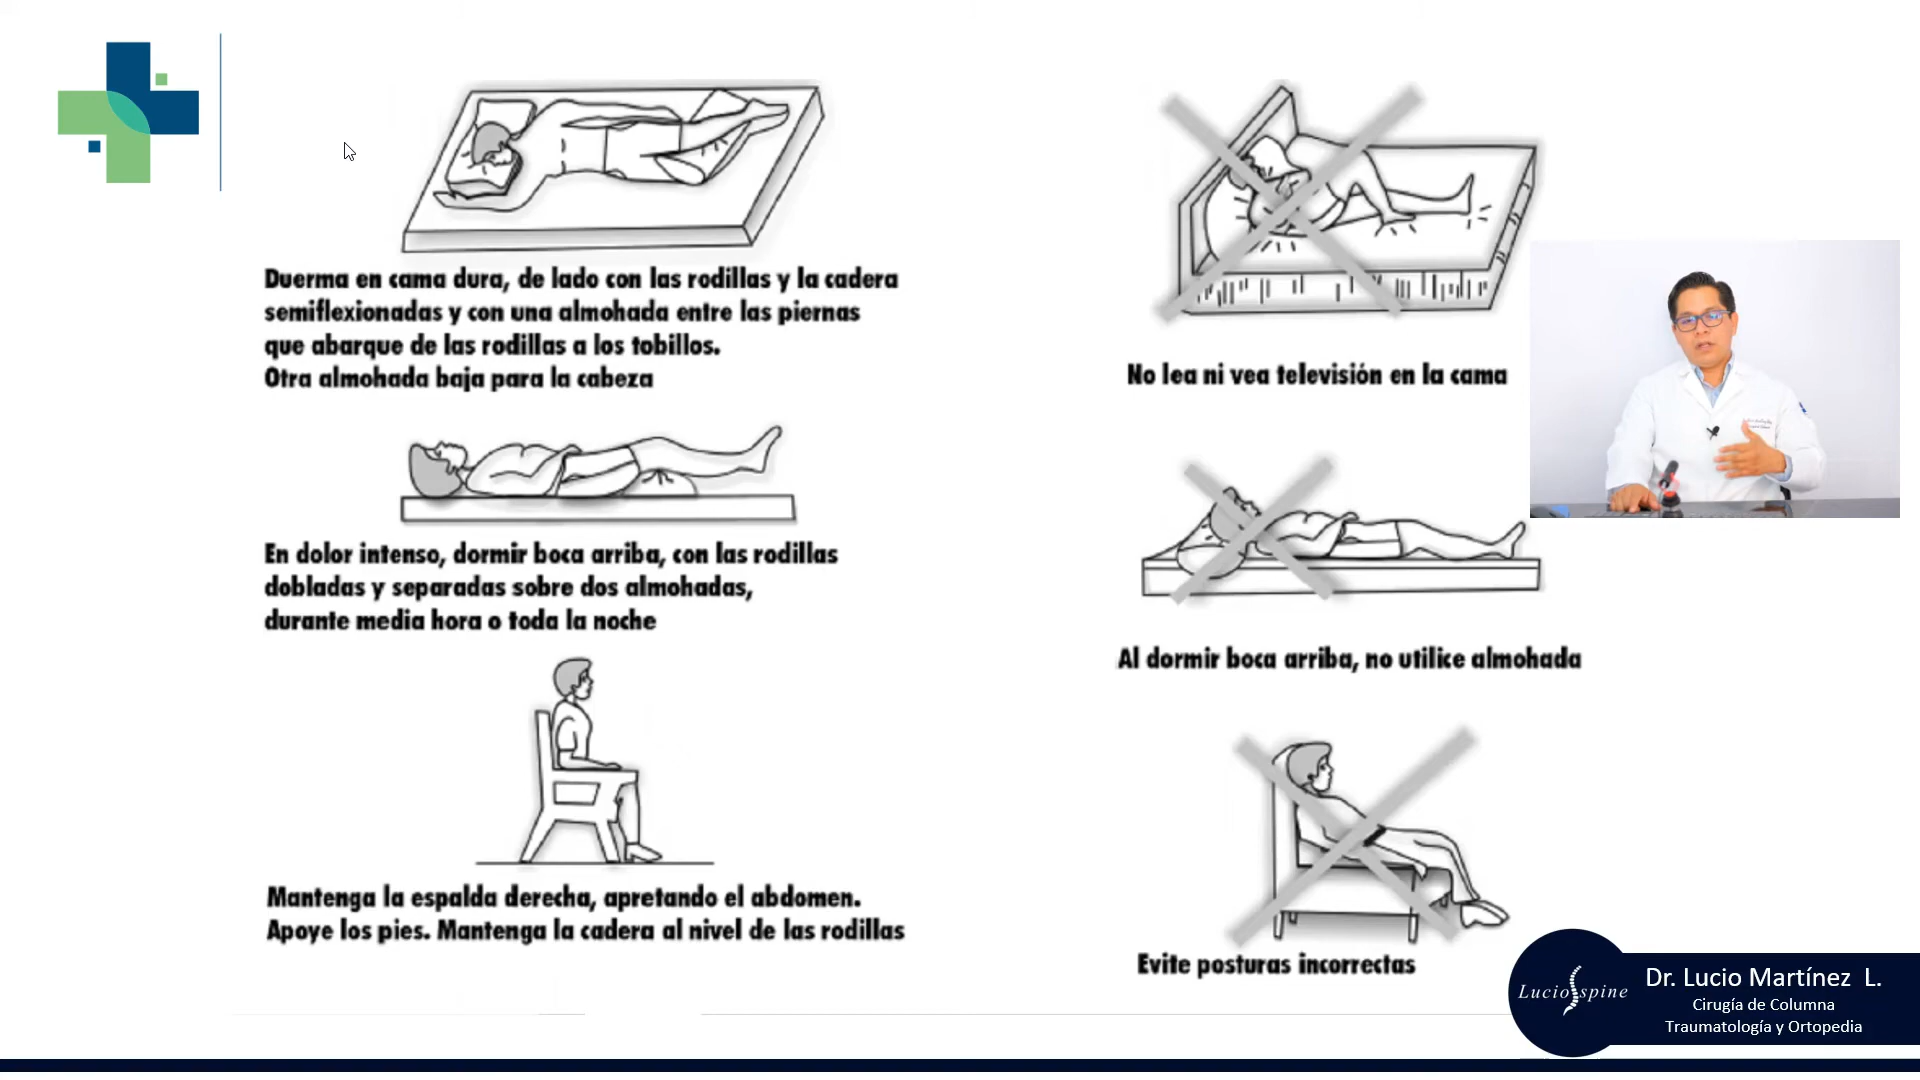 Duerma en cama dura, de lado con las rodillas y la cadera
semiflexionadas y con una almohada entre las piernas
que abarque de las rodillas a los tobillos.
Otra almohada baja para la cabeza
En dolor intenso, dormir boca arriba, con las rodillas
dobladas y separadas sobre dos almohadas,
durante media hora o toda la noche
Mantenga la espalda derecha, apretando el abdomen.
Apoye los pies. Mantenga la cadera al nivel de las rodillas
No lea ni vea televisión en la cama
Al dormir boca arriba, no utilice almohada
Evite posturas incorrectas
Lucio spine
Dr. Lucio Martínez L.
Cirugía de Columna
Traumatología y Ortopedia